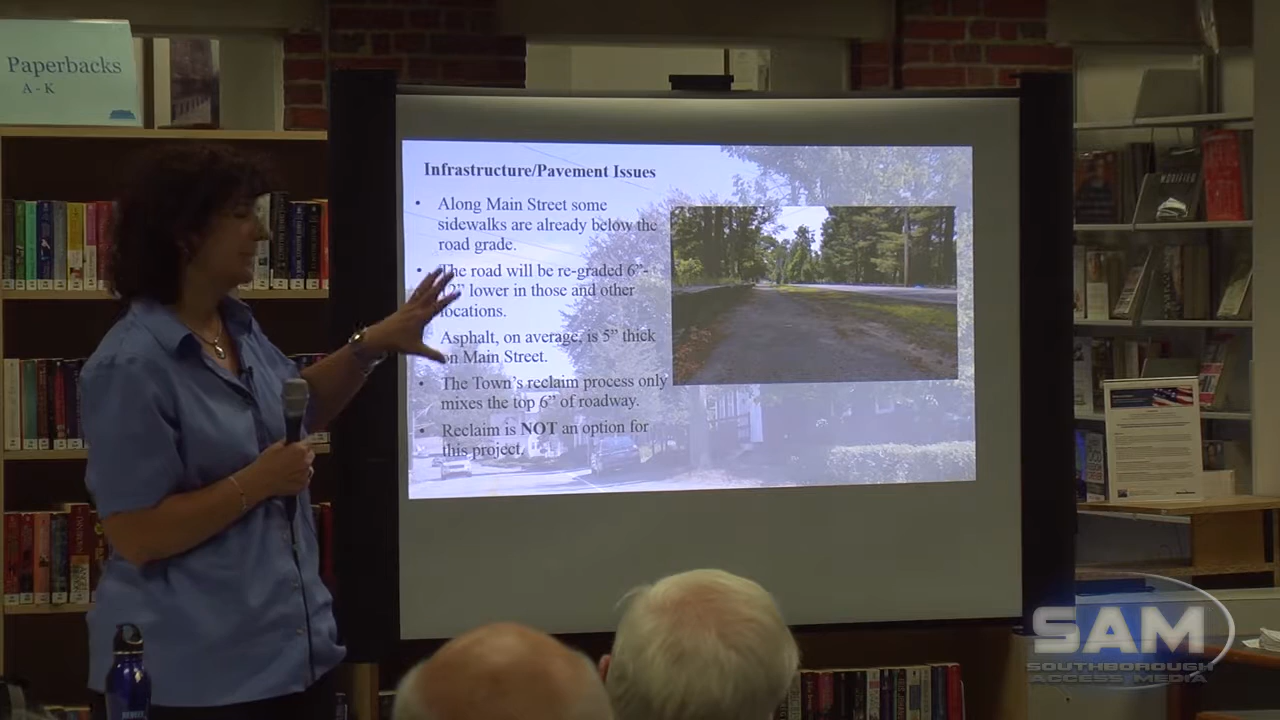 Paperbacks
A - K
Infrastructure/Pavement Issues
• Along Main Street some
sidewalks are already below the
road grade.
• The road will be re-graded 6”-
2” lower in those and other
locations.
• Asphalt, on average, is 5” thick
on Main Street.
• The Town’s reclaim process only
mixes the top 6” of roadway.
• Reclaim is NOT an option for
this project.
SAM
SOUTHBOROUGH
ACCESS MEDIA